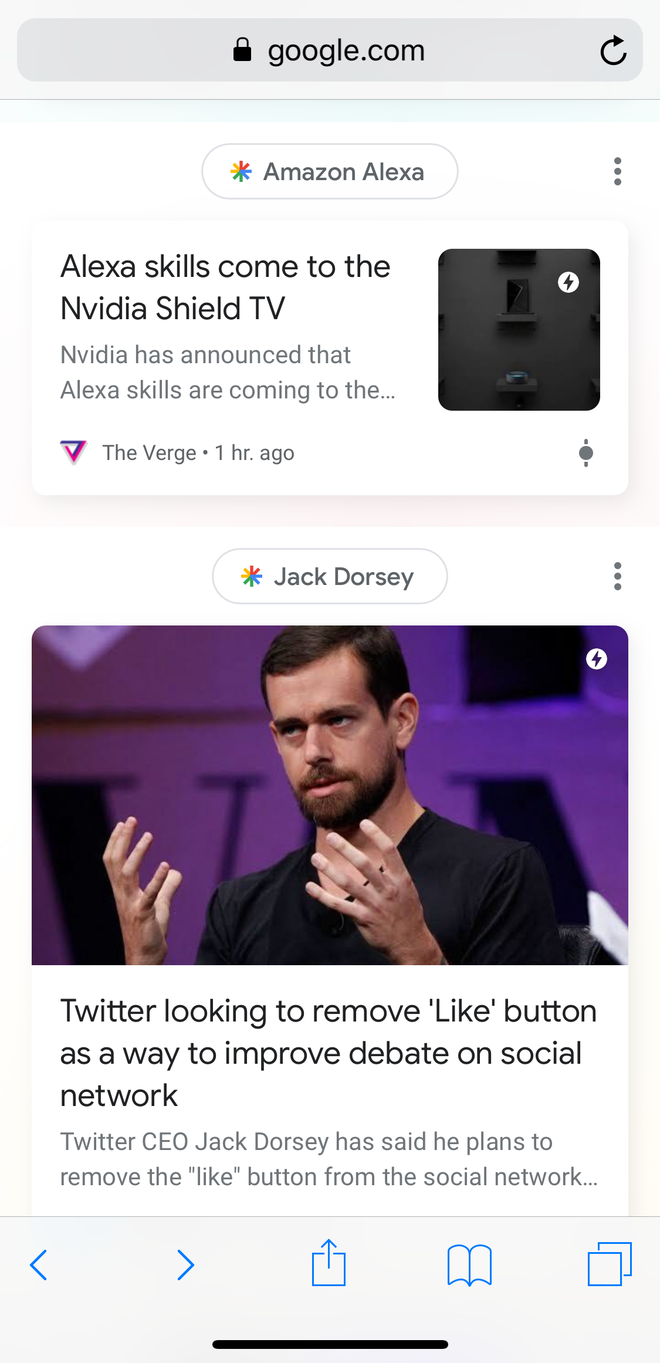 google.com
Amazon Alexa
Alexa skills come to the
Nvidia Shield TV
Nvidia has announced that
Alexa skills are coming to the...
The Verge • 1 hr. ago
Jack Dorsey
Twitter looking to remove 'Like' button
as a way to improve debate on social
network
Twitter CEO Jack Dorsey has said he plans to
remove the "like" button from the social network...